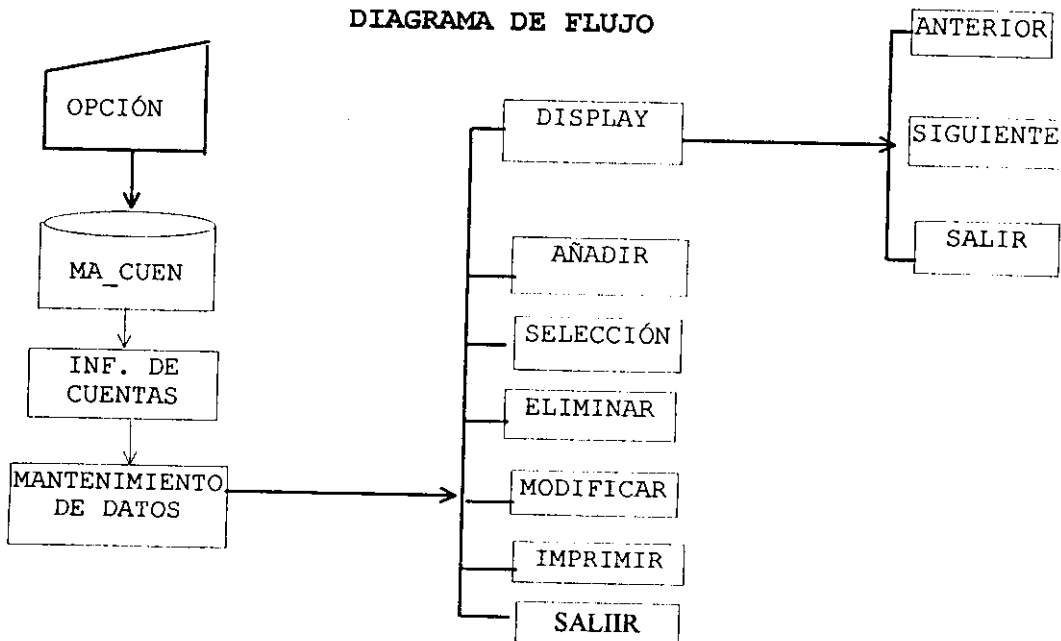 DIAGRAMA DE FLUJO
OPCIÓN
MA_CUEN
INF. DE
CUENTAS
MANTENIMIENTO
DE DATOS
DISPLAY
AÑADIR
SELECCIÓN
ELIMINAR
MODIFICAR
IMPRIMIR
SALIIR
ANTERIOR
SIGUIENTE
SALIR